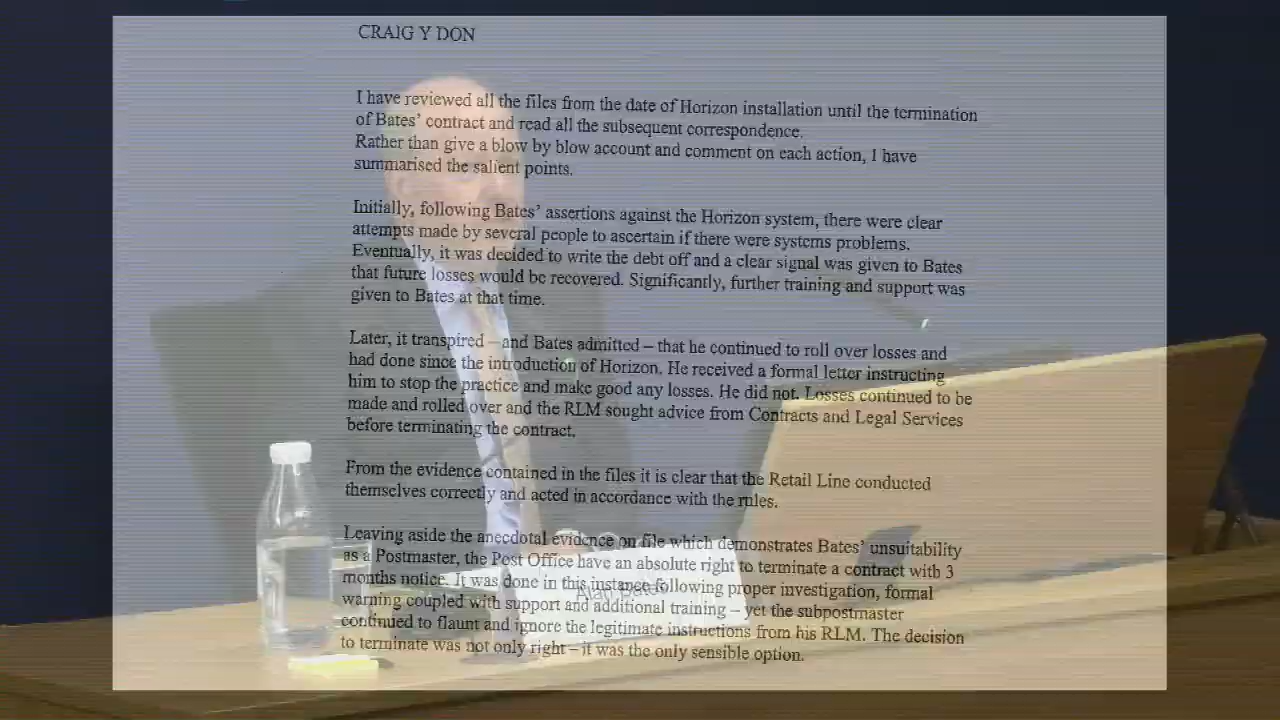 CRAIG Y DON
I have reviewed all the files from the date of Horizon installation until the termination
of Bates' contract and read all the subsequent correspondence.
Rather than give a blow by blow account and comment on each action, I have
summarised the salient points.
Initially, following Bates' assertions against the Horizon system, there were clear
attempts made by several people to ascertain if there were systems problems.
Eventually, it was decided to write the debt off and a clear signal was given to Bates
that future losses would be recovered. Significantly, further training and support was
given to Bates at that time.
Later, it transpired – and Bates admitted – that he continued to roll over losses and
had done since the introduction of Horizon. He received a formal letter instructing
him to stop the practice and make good any losses. He did not. Losses continued to be
made and rolled over and the RLM sought advice from Contracts and Legal Services
before terminating the contract.
From the evidence contained in the files it is clear that the Retail Line conducted
themselves correctly and acted in accordance with the rules.
Leaving aside the anecdotal evidence on file which demonstrates Bates' unsuitability
as a Postmaster, the Post Office have an absolute right to terminate a contract with 3
months notice. It was done in this instance following proper investigation, formal
warning coupled with support and additional training – yet the subpostmaster
continued to flaunt and ignore the legitimate instructions from his RLM. The decision
to terminate was not only right – it was the only sensible option.
Alan Bates